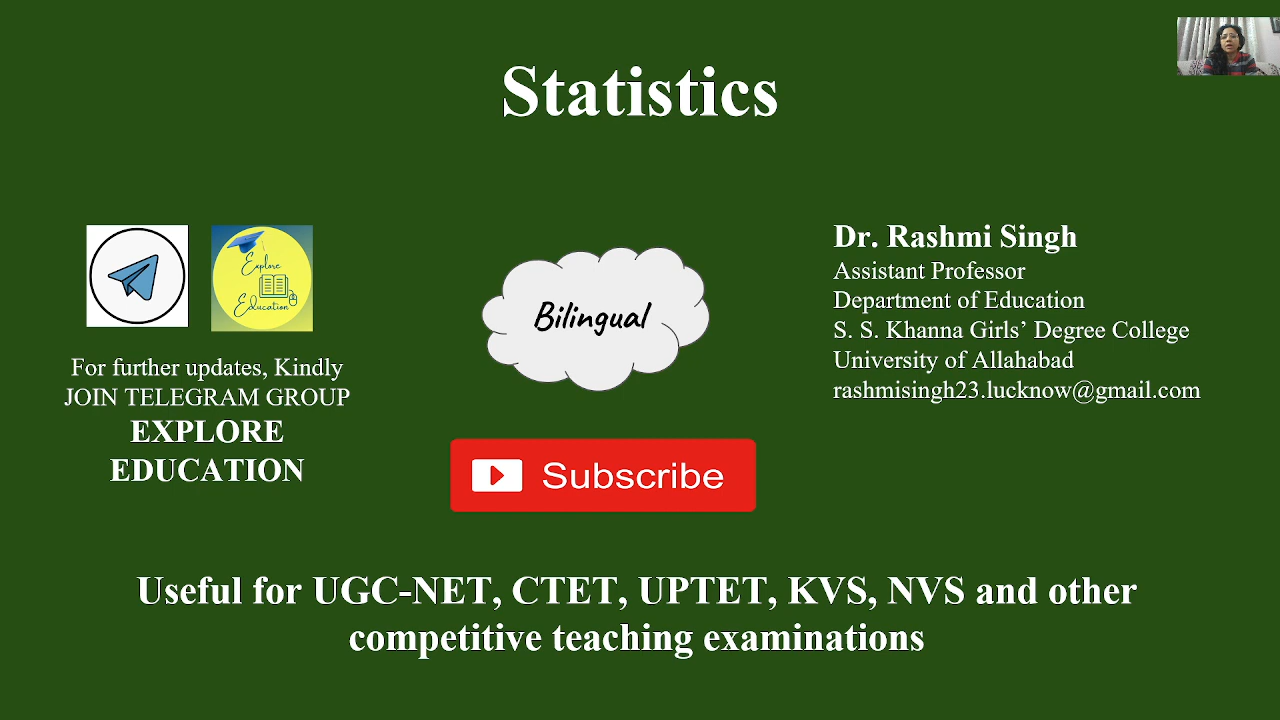 Statistics
Explore
Education
For further updates, Kindly
JOIN TELEGRAM GROUP
EXPLORE
EDUCATION
Bilingual
Subscribe
Dr. Rashmi Singh
Assistant Professor
Department of Education
S. S. Khanna Girls’ Degree College
University of Allahabad
rashmisingh23.lucknow@gmail.com
Useful for UGC-NET, CTET, UPTET, KVS, NVS and other
competitive teaching examinations